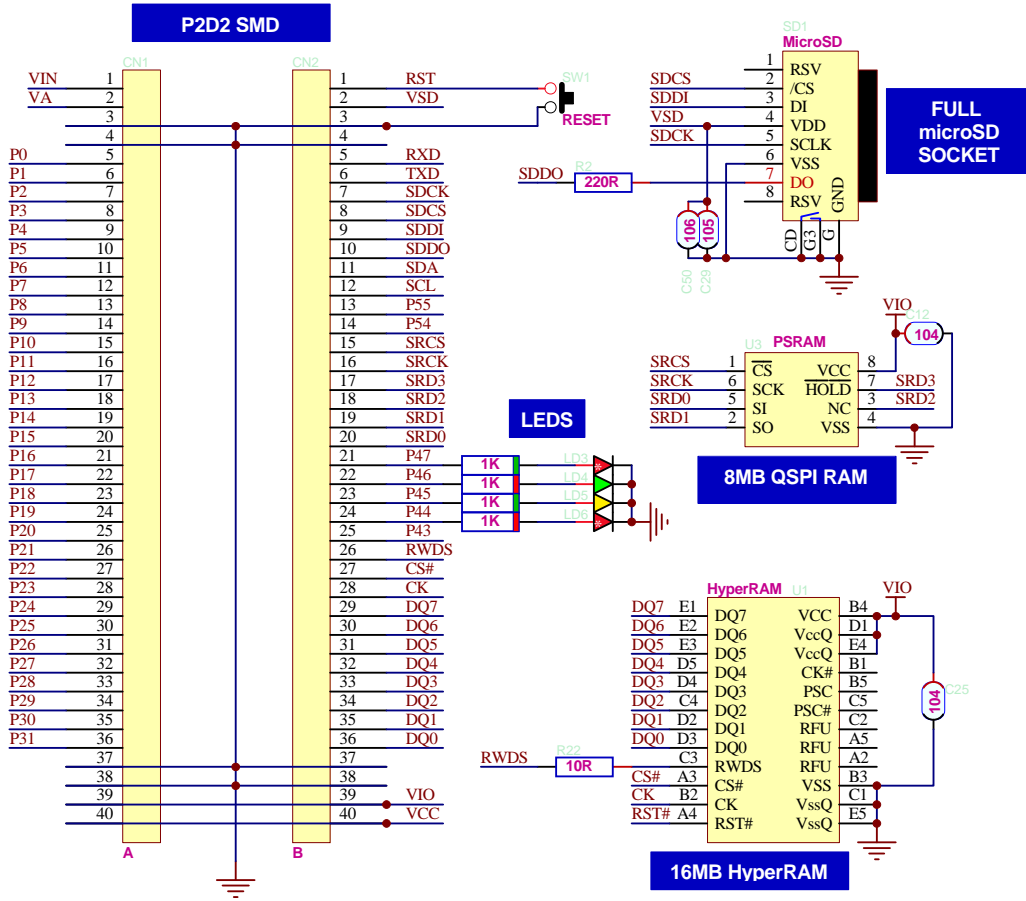 P2D2 SMD
CN1
CN2
VIN 1
VA 2
3
4
P0 5
P1 6
P2 7
P3 8
P4 9
P5 10
P6 11
P7 12
P8 13
P9 14
P10 15
P11 16
P12 17
P13 18
P14 19
P15 20
P16 21
P17 22
P18 23
P19 24
P20 25
P21 26
P22 27
P23 28
P24 29
P25 30
P26 31
P27 32
P28 33
P29 34
P30 35
P31 36
37
38
39
40
A
1 RST
2 VSD
3
4
5 RXD
6 TXD
7 SDCK
8 SDCS
9 SDDI
10 SDDO
11 SDA
12 SCL
13 P55
14 P54
15 SRCS
16 SRCK
17 SRD3
18 SRD2
19 SRD1
20 SRD0
21 P47
22 P46
23 P45
24 P44
25 P43
26 RWDS
27 CS#
28 CK
29 DQ7
30 DQ6
31 DQ5
32 DQ4
33 DQ3
34 DQ2
35 DQ1
36 DQ0
37
38
39 VIO
40 VCC
B
SW1
RESET
SD1
MicroSD
1 RSV
SDCS 2 /CS
SDDI 3 DI
VSD 4 VDD
SDCK 5 SCLK
6 VSS
SDDO R2 220R 7 DO
8 RSV
GND
CD G3 G
106 105
C50 C29
FULL
microSD
SOCKET
VIO
C12
104
U3 PSRAM
SRCS 1 CS VCC 8
SRCK 6 SCK HOLD 7 SRD3
SRD0 5 SI NC 3 SRD2
SRD1 2 SO VSS 4
8MB QSPI RAM
LEDS
1K LD3
1K LD4
1K LD5
1K LD6
HyperRAM U1
VIO
DQ7 E1 DQ7 VCC B4
DQ6 E2 DQ6 VccQ D1
DQ5 E3 DQ5 VccQ E4
DQ4 D5 DQ4 CK# B1
DQ3 D4 DQ3 PSC B5
DQ2 C4 DQ2 PSC# C5
DQ1 D2 DQ1 RFU C2
DQ0 D3 DQ0 RFU A5
RWDS R22 10R C3 RWDS RFU A2
CS# A3 CS# VSS B3
CK B2 CK VssQ C1
RST# A4 RST# VssQ E5
104
C25
16MB HyperRAM